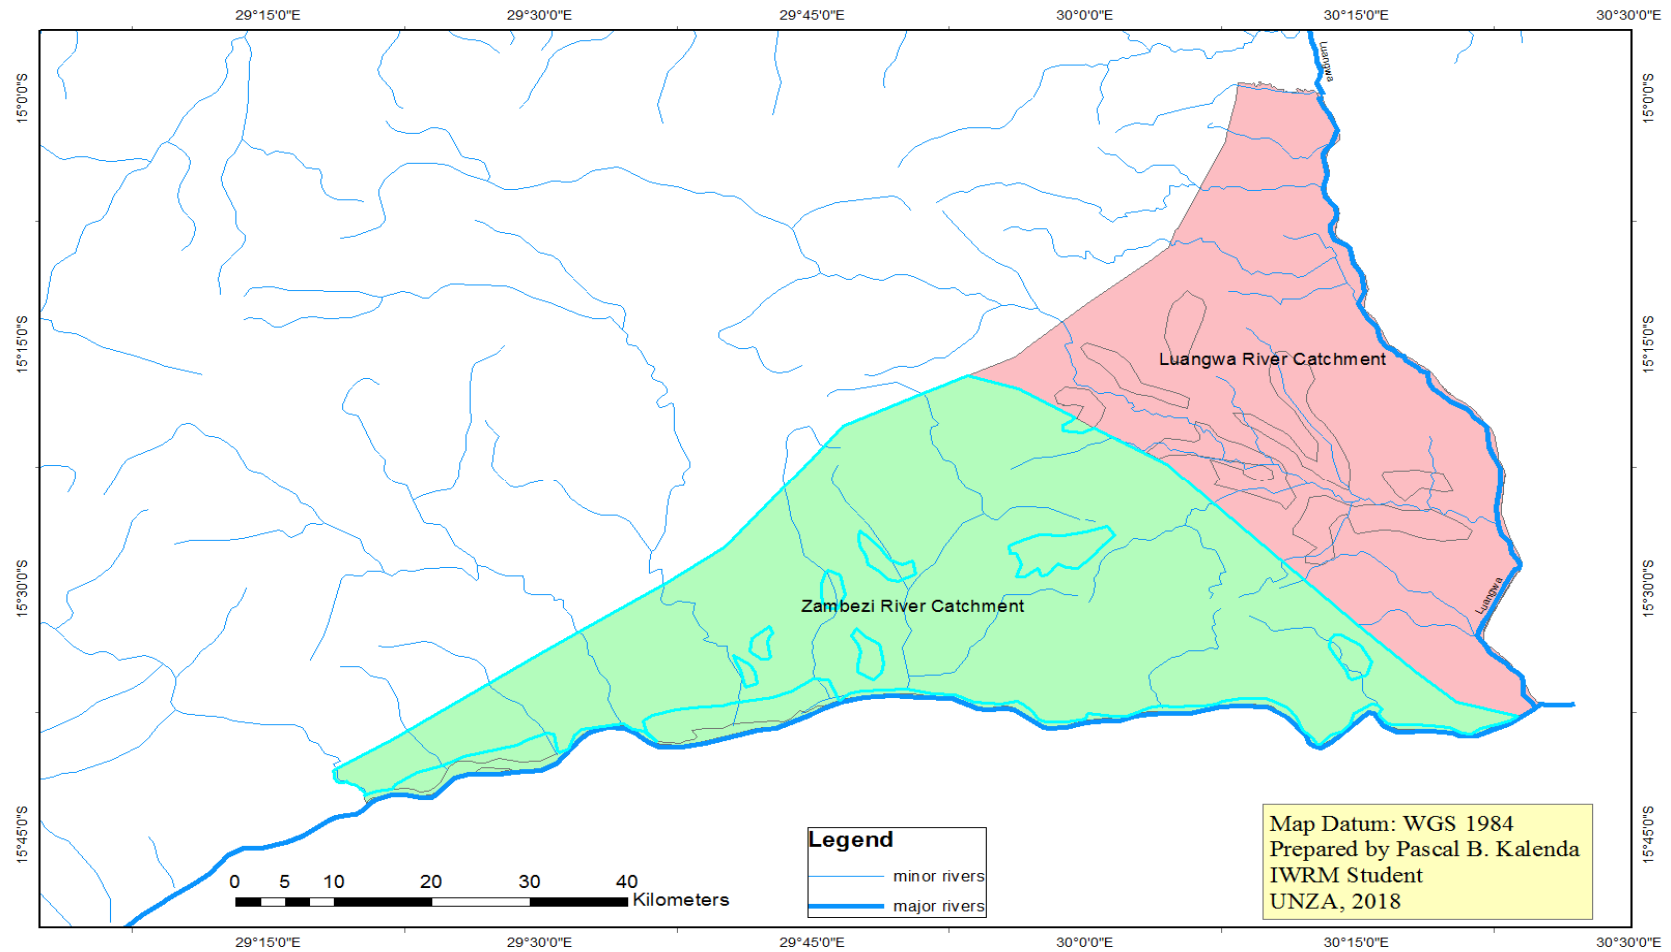 29°15'0"E 29°30'0"E 29°45'0"E 30°0'0"E 30°15'0"E 30°30'0"E
Luangwa
15°0'0"S 15°0'0"S
15°15'0"S 15°15'0"S
Luangwa River Catchment
15°30'0"S 15°30'0"S
Luangwa
Zambezi River Catchment
15°45'0"S 15°45'0"S
Map Datum: WGS 1984
Prepared by Pascal B. Kalenda
IWRM Student
UNZA, 2018
Legend
minor rivers
major rivers
0 5 10 20 30 40
Kilometers
29°15'0"E 29°30'0"E 29°45'0"E 30°0'0"E 30°15'0"E 30°30'0"E